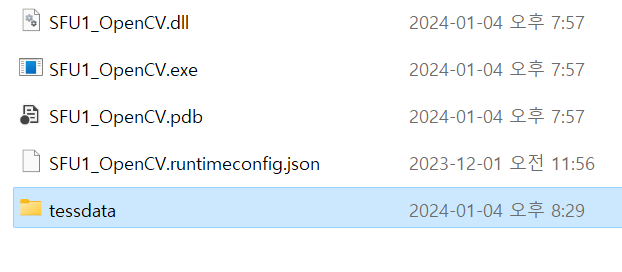 SFU1_OpenCV.dll 2024-01-04 오후 7:57
SFU1_OpenCV.exe 2024-01-04 오후 7:57
SFU1_OpenCV.pdb 2024-01-04 오후 7:57
SFU1_OpenCV.runtimeconfig.json 2023-12-01 오전 11:56
tessdata 2024-01-04 오후 8:29